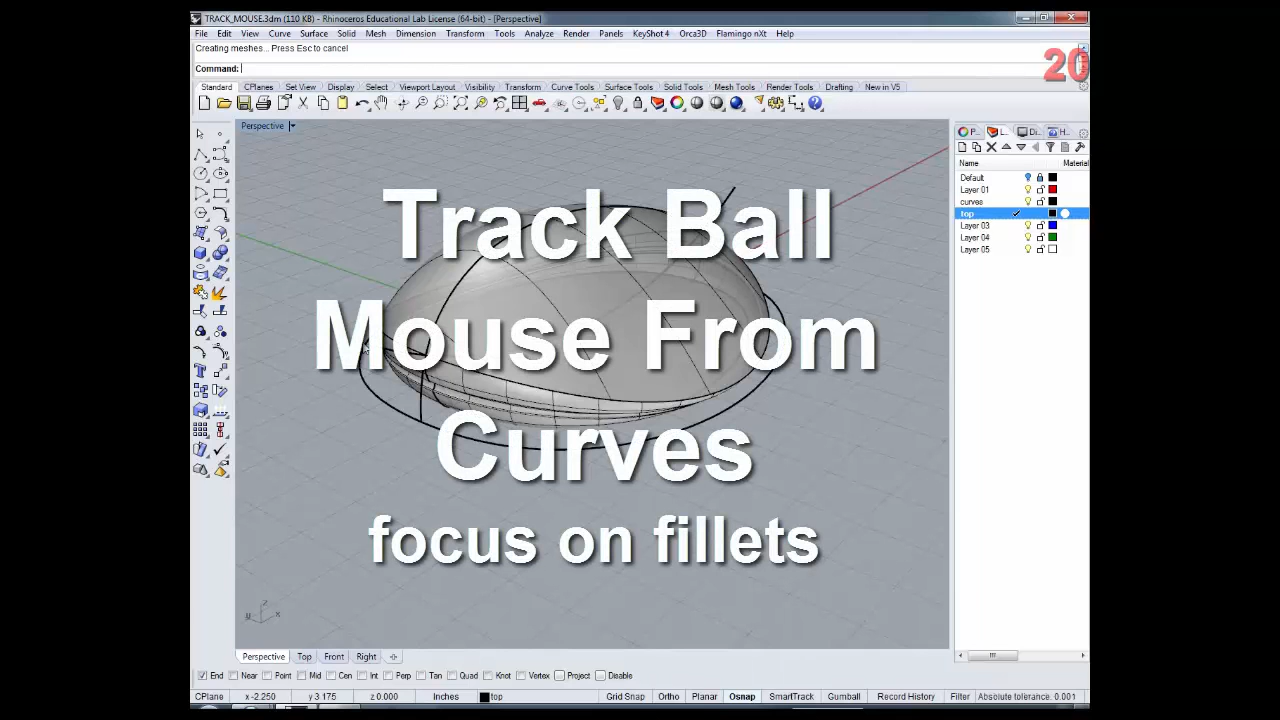 TRACK_MOUSE.3dm (110 KB) - Rhinoceros Educational Lab License (64-bit) - [Perspective]
File Edit View Curve Surface Solid Mesh Dimension Transform Tools Analyze Render Panels KeyShot 4 Orca3D Flamingo nXt Help
Creating meshes... Press Esc to cancel
Command:
20
Standard CPlanes Set View Display Select Viewport Layout Visibility Transform Curve Tools Surface Tools Solid Tools Mesh Tools Render Tools Drafting New in V5
Perspective
P... L... Di... H...
Name Material
Default
Layer 01
curves
top
Layer 03
Layer 04
Layer 05
Track Ball
Mouse From
Curves
focus on fillets
z
x
Perspective Top Front Right
End Near Point Mid Cen Int Perp Tan Quad Knot Vertex Project Disable
CPlane x -2.250 y 3.175 z 0.000 Inches top Grid Snap Ortho Planar Osnap SmartTrack Gumball Record History Filter Absolute tolerance: 0.001